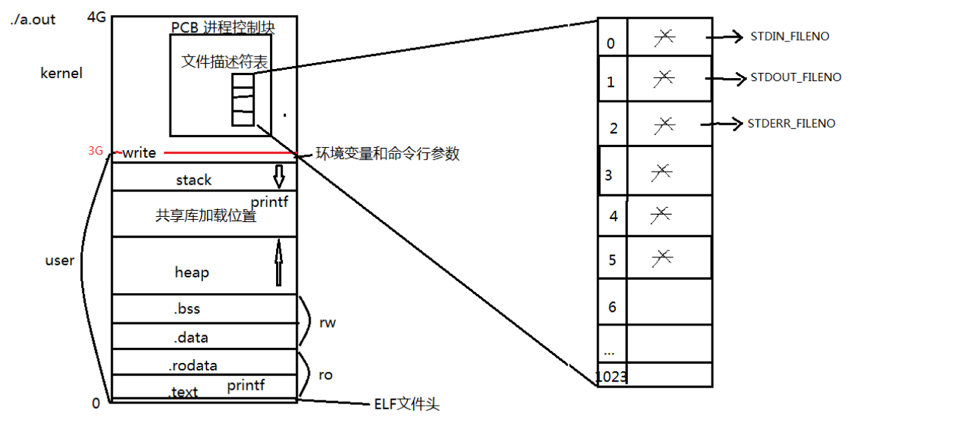 ./a.out
4G
PCB 进程控制块
文件描述符表
kernel
3G
write
环境变量和命令行参数
stack
printf
共享库加载位置
user
heap
.bss
rw
.data
.rodata
ro
printf
.text
0
ELF文件头
0
STDIN_FILENO
1
STDOUT_FILENO
2
STDERR_FILENO
3
4
5
6
...
1023